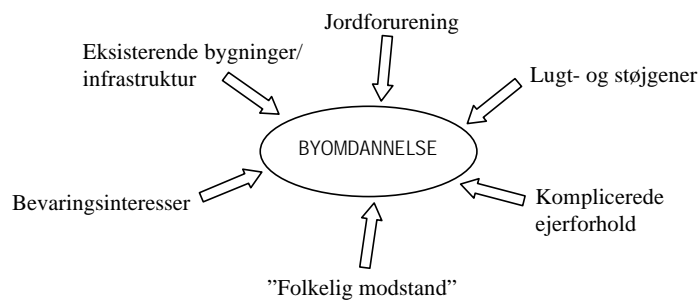 Jordforurening
Eksisterende bygninger/
infrastruktur
Lugt- og støjgener
BYOMDANNELSE
Bevaringsinteresser
Komplicerede
ejerforhold
”Folkelig modstand”